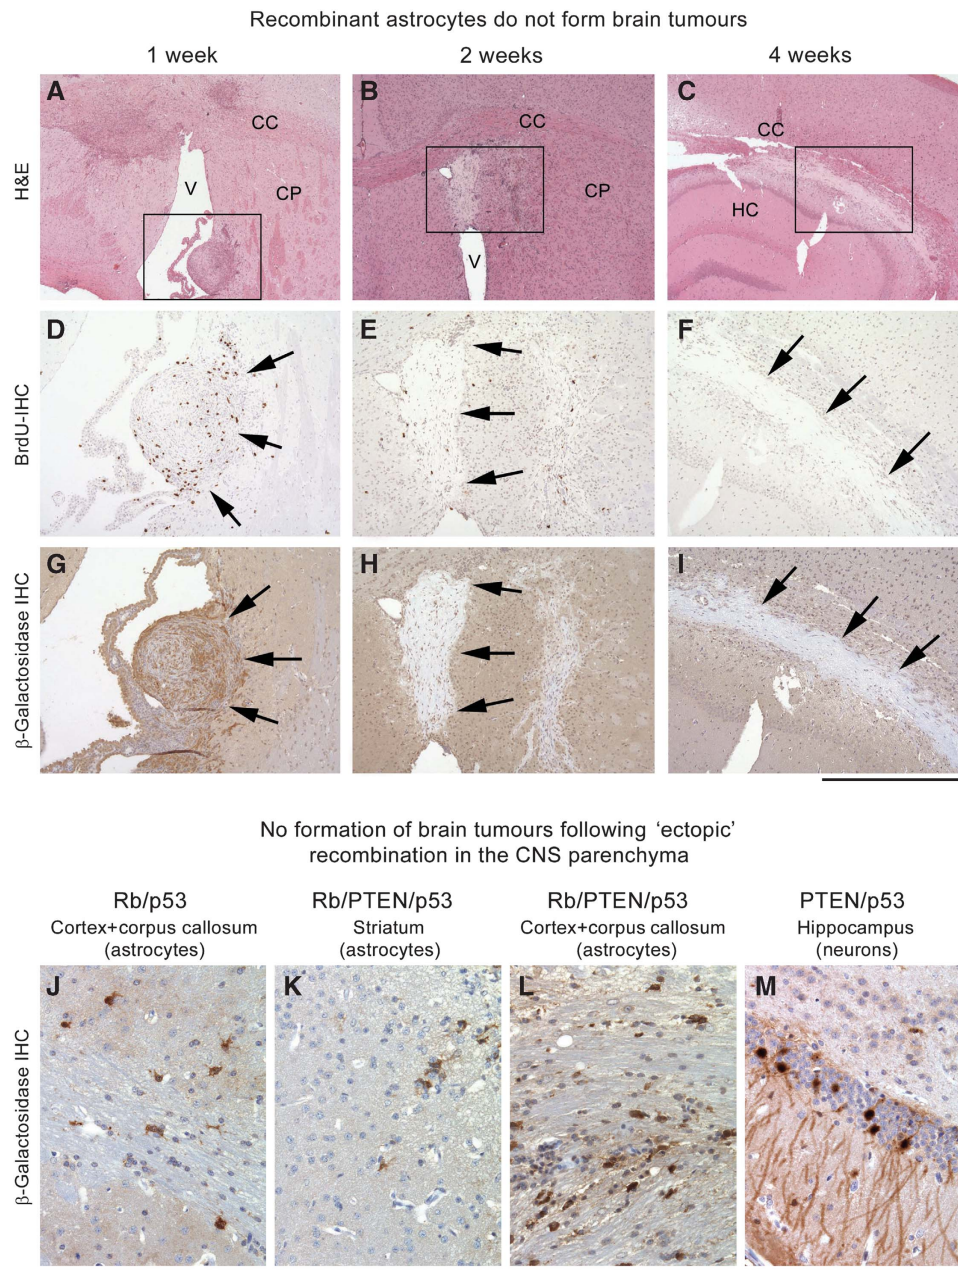 Recombinant astrocytes do not form brain tumours
1 week
2 weeks
4 weeks
H&E
A
CC
V
CP
B
CC
CP
V
C
CC
HC
BrdU-IHC
D
E
F
β-Galactosidase IHC
G
H
I
No formation of brain tumours following ‘ectopic’
recombination in the CNS parenchyma
Rb/p53
Cortex+corpus callosum
(astrocytes)
Rb/PTEN/p53
Striatum
(astrocytes)
Rb/PTEN/p53
Cortex+corpus callosum
(astrocytes)
PTEN/p53
Hippocampus
(neurons)
β-Galactosidase IHC
J
K
L
M